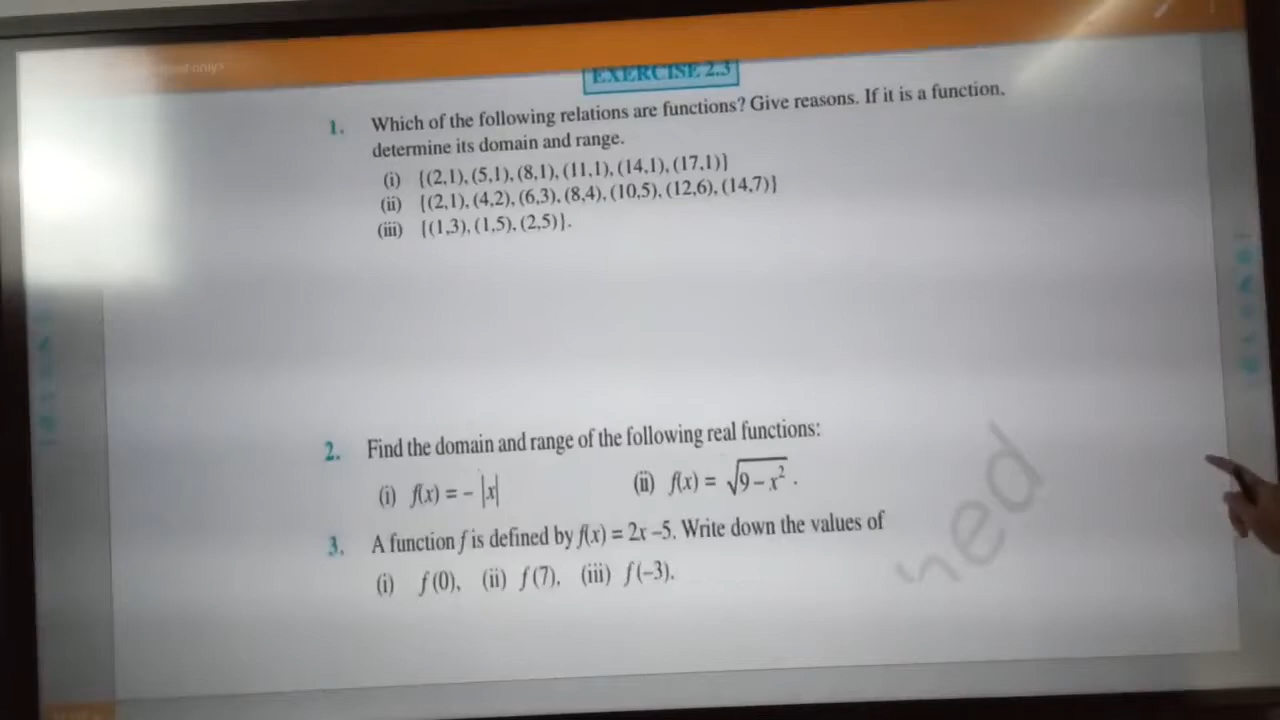 EXERCISE 2.3
1. Which of the following relations are functions? Give reasons. If it is a function,
determine its domain and range.
(i) {(2,1), (5,1), (8,1), (11,1), (14,1), (17,1)}
(ii) {(2,1), (4,2), (6,3), (8,4), (10,5), (12,6), (14,7)}
(iii) {(1,3), (1,5), (2,5)}.
2. Find the domain and range of the following real functions:
(i) f(x) = – |x| (ii) f(x) = √9 – x² .
3. A function f is defined by f(x) = 2x –5. Write down the values of
(i) f (0), (ii) f (7), (iii) f (–3).